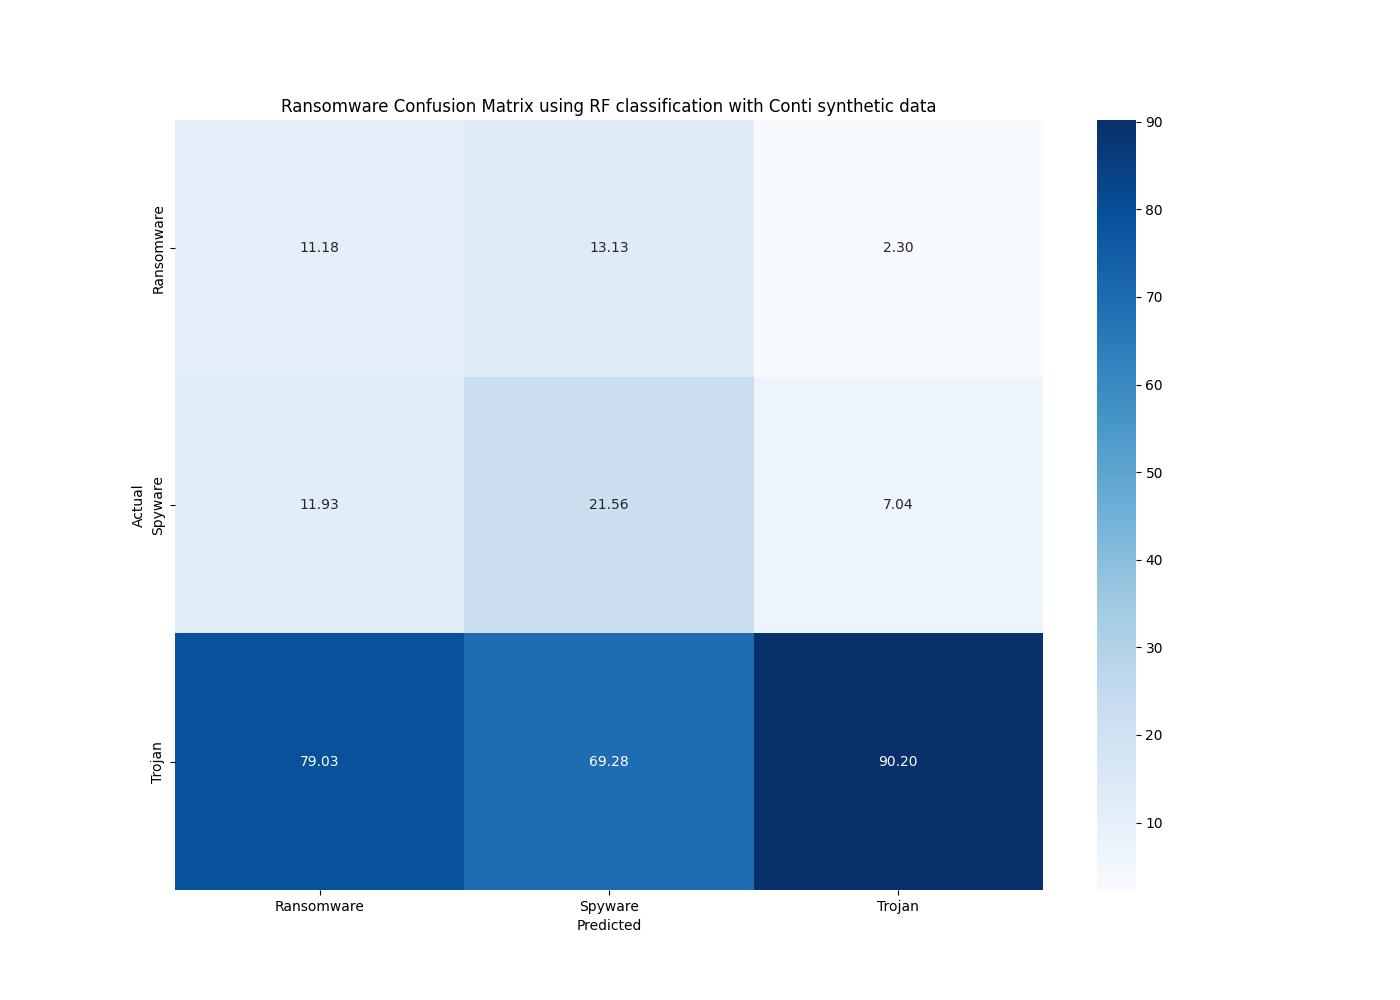 Ransomware Confusion Matrix using RF classification with Conti synthetic data
Actual
Ransomware
11.18 13.13 2.30
Spyware
11.93 21.56 7.04
Trojan
79.03 69.28 90.20
Ransomware Spyware Trojan
Predicted
90
80
70
60
50
40
30
20
10